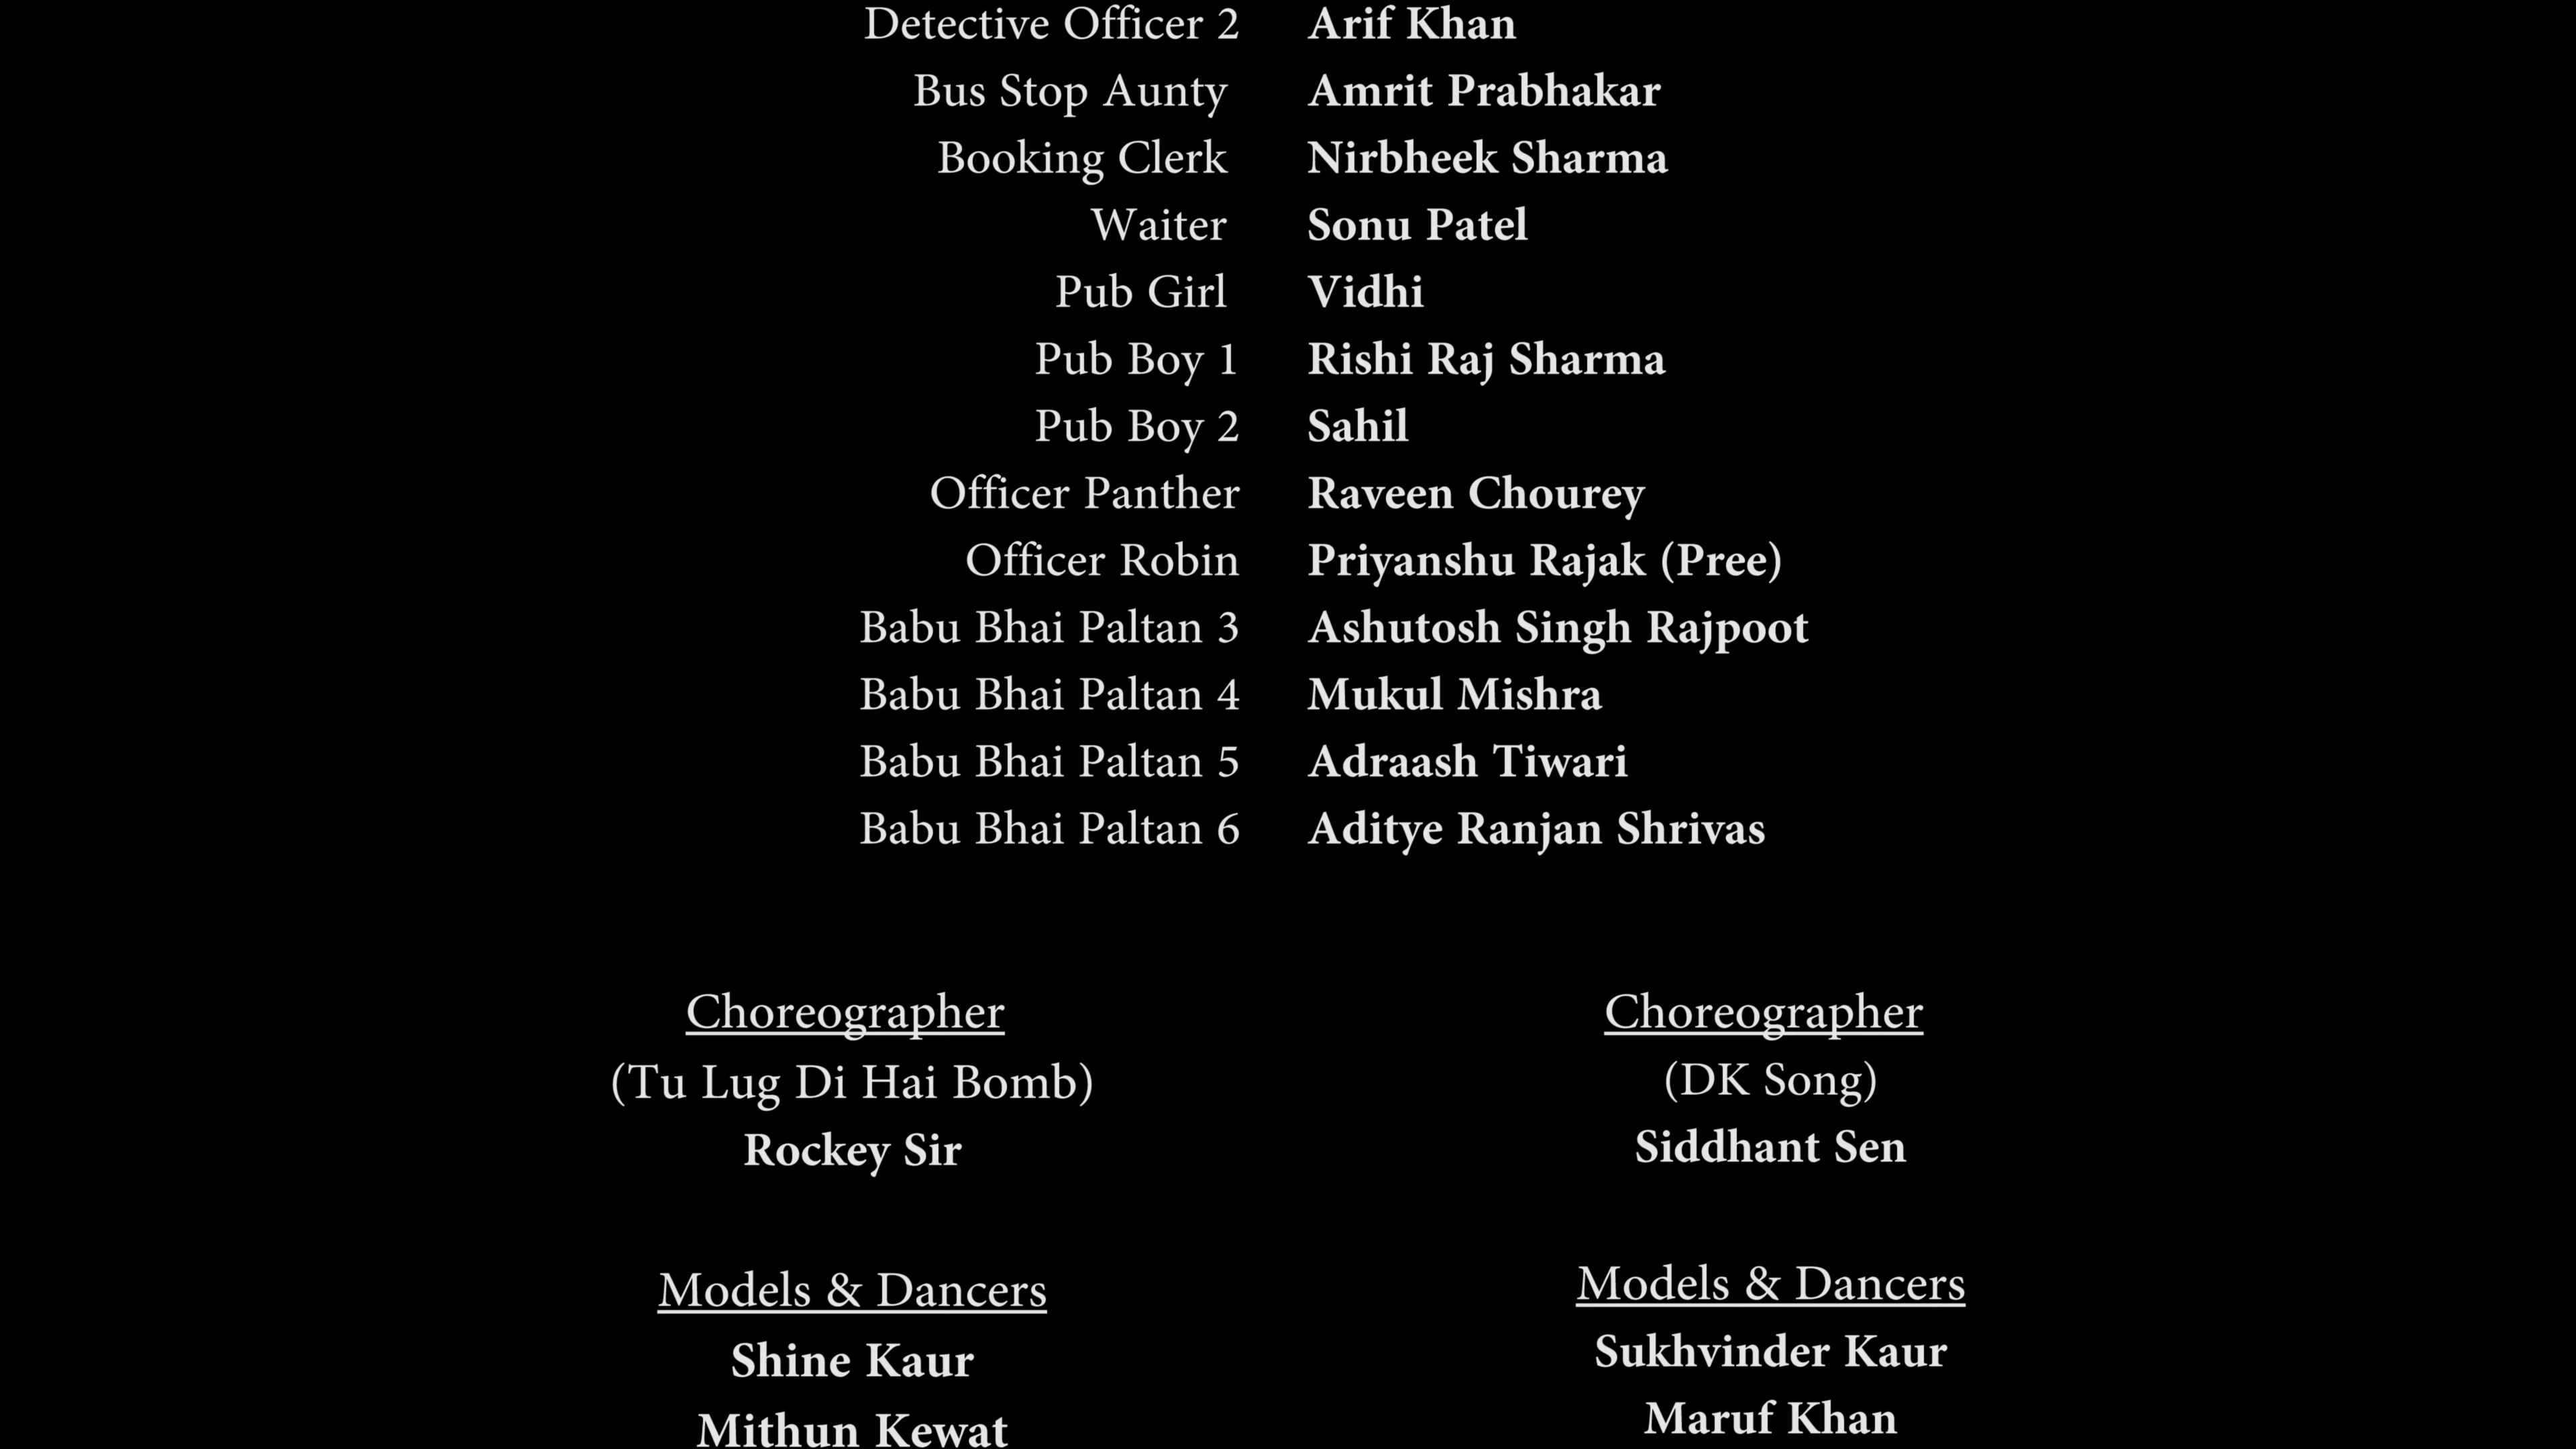 Detective Officer 2 Arif Khan
Bus Stop Aunty Amrit Prabhakar
Booking Clerk Nirbheek Sharma
Waiter Sonu Patel
Pub Girl Vidhi
Pub Boy 1 Rishi Raj Sharma
Pub Boy 2 Sahil
Officer Panther Raveen Chourey
Officer Robin Priyanshu Rajak (Pree)
Babu Bhai Paltan 3 Ashutosh Singh Rajpoot
Babu Bhai Paltan 4 Mukul Mishra
Babu Bhai Paltan 5 Adraash Tiwari
Babu Bhai Paltan 6 Aditye Ranjan Shrivas
Choreographer
(Tu Lug Di Hai Bomb)
Rockey Sir
Models & Dancers
Shine Kaur
Mithun Kewat
Choreographer
(DK Song)
Siddhant Sen
Models & Dancers
Sukhvinder Kaur
Maruf Khan